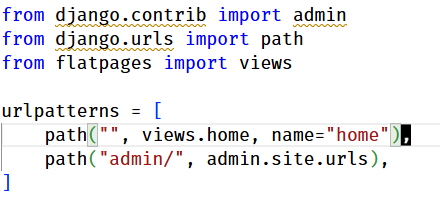 from django.contrib import admin
from django.urls import path
from flatpages import views

urlpatterns = [
    path("", views.home, name="home"),
    path("admin/", admin.site.urls),
]